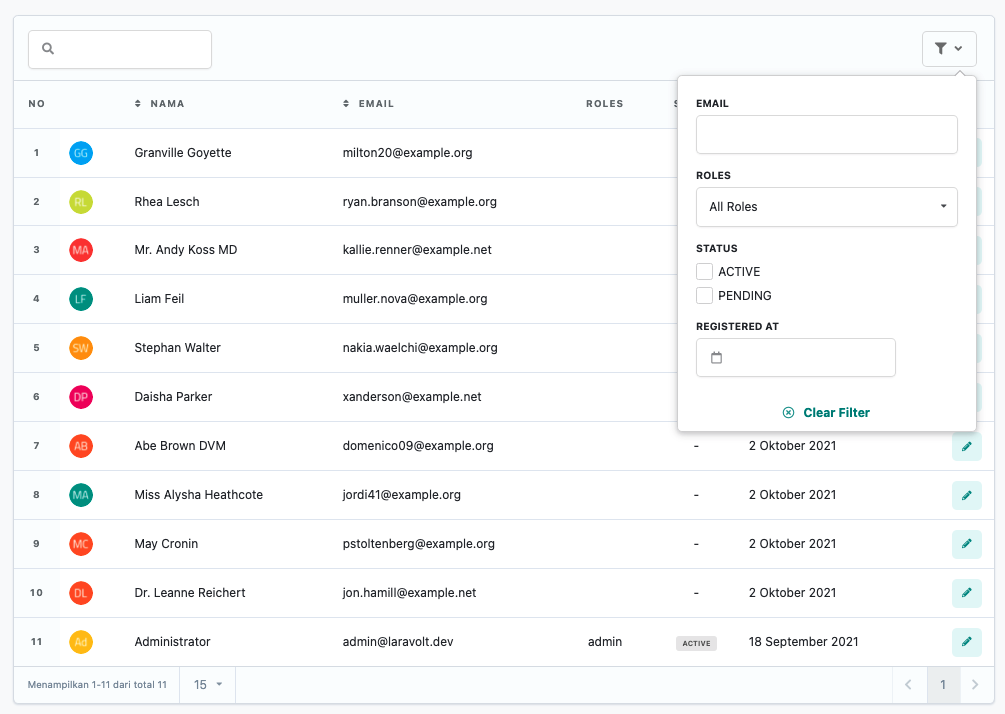 NO NAMA EMAIL ROLES S
EMAIL
1 GG Granville Goyette milton20@example.org
2 RL Rhea Lesch ryan.branson@example.org
ROLES
All Roles
3 MA Mr. Andy Koss MD kallie.renner@example.net
STATUS
ACTIVE
PENDING
4 LF Liam Feil muller.nova@example.org
REGISTERED AT
5 SW Stephan Walter nakia.waelchi@example.org
6 DP Daisha Parker xanderson@example.net
Clear Filter
7 AB Abe Brown DVM domenico09@example.org - 2 Oktober 2021
8 MA Miss Alysha Heathcote jordi41@example.org - 2 Oktober 2021
9 MC May Cronin pstoltenberg@example.org - 2 Oktober 2021
10 DL Dr. Leanne Reichert jon.hamill@example.net - 2 Oktober 2021
11 Ad Administrator admin@laravolt.dev admin ACTIVE 18 September 2021
Menampilkan 1-11 dari total 11 15 1